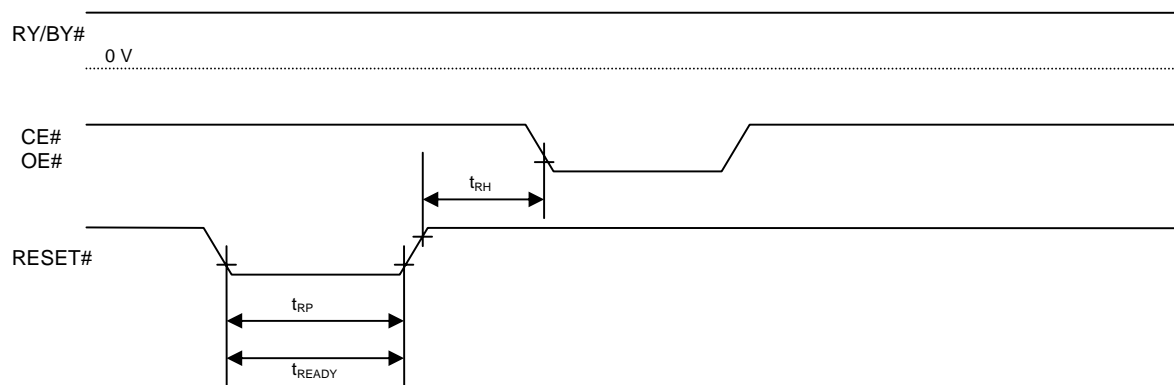 RY/BY#
0 V
CE#
OE#
tRH
RESET#
tRP
tREADY